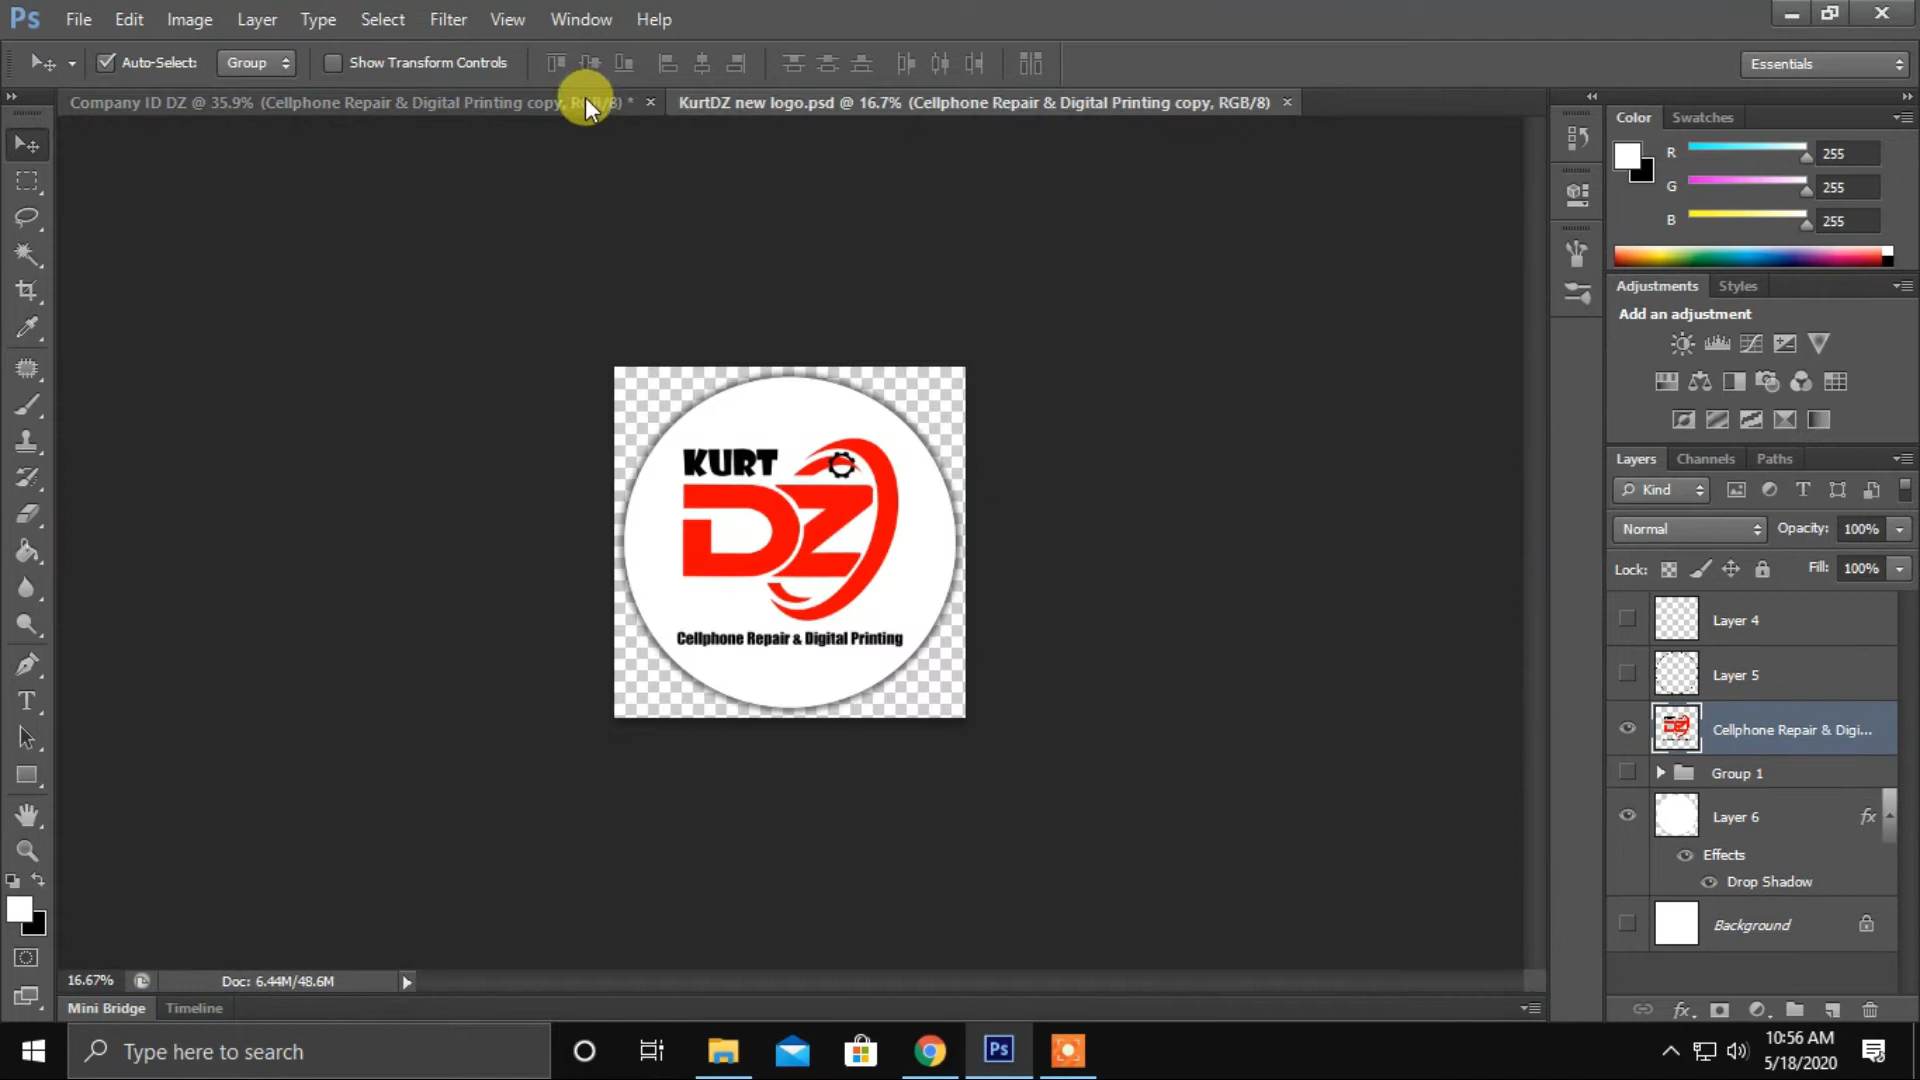 Ps File Edit Image Layer Type Select Filter View Window Help
Auto-Select: Group Show Transform Controls Essentials
Company ID DZ @ 35.9% (Cellphone Repair & Digital Printing copy, RGB/8) * × KurtDZ new logo.psd @ 16.7% (Cellphone Repair & Digital Printing copy, RGB/8) ×
Color Swatches
R 255
G 255
B 255
Adjustments Styles
Add an adjustment
KURT
DZ
Cellphone Repair & Digital Printing
Layers Channels Paths
Kind
Normal Opacity: 100%
Lock: Fill: 100%
Layer 4
Layer 5
Cellphone Repair & Digi...
Group 1
Layer 6 fx
Effects
Drop Shadow
Background
16.67% Doc: 6.44M/48.6M
Mini Bridge Timeline
Type here to search
Ps
10:56 AM
5/18/2020